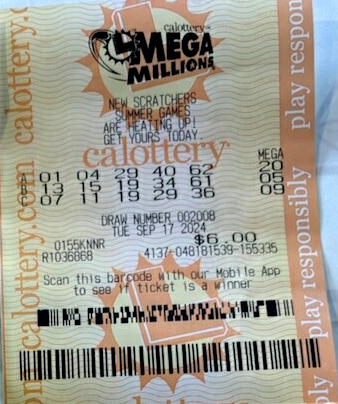 calottery
MEGA
MILLIONS
NEW SCRATCHERS
SUMMER GAMES
ARE HEATING UP!
GET YOURS TODAY.
calottery
MEGA
A 01 04 29 40 62 20
B 13 15 19 34 61 05
C 07 11 19 29 36 09
DRAW NUMBER 002008
TUE SEP 17 2024
$6.00
0155KNNR
R1036868 4137-048181539-155335
Scan this barcode with our Mobile App
to see if ticket is a winner
calottery.com calottery.c
play responsibly play respon